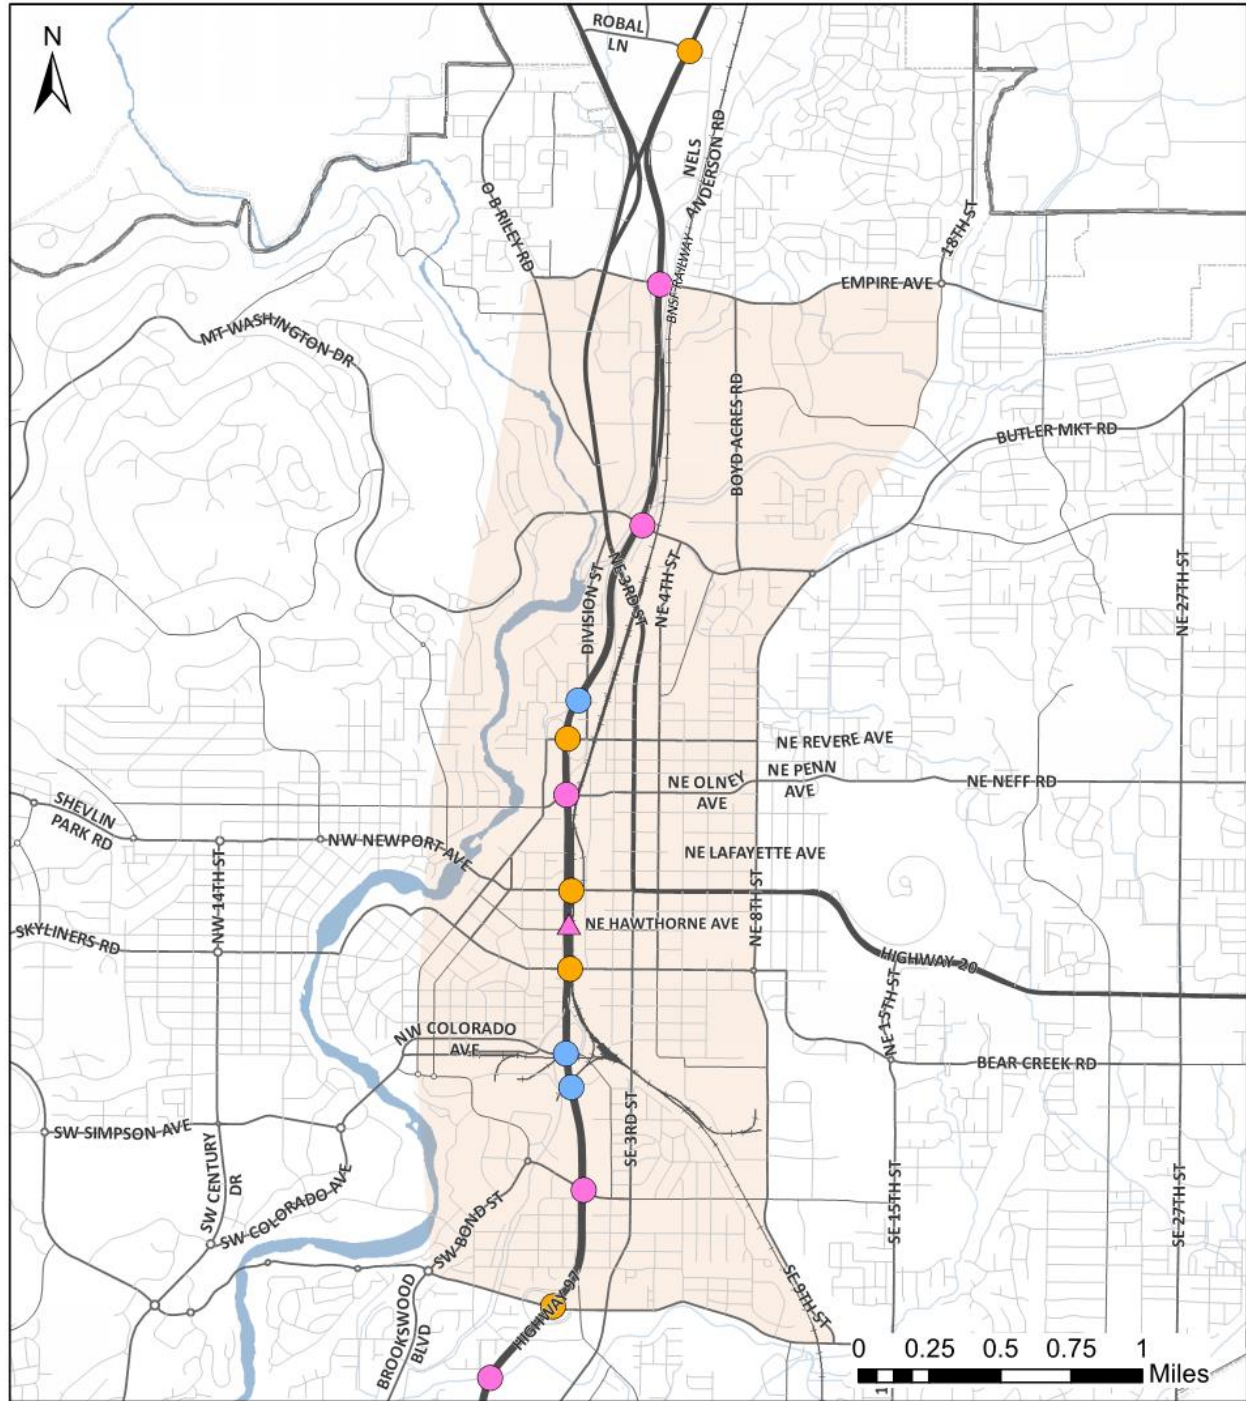 N
ROBAL
LN
NELS
ANDERSON RD
O B RILEY RD
18TH ST
BNSF RAILWAY
EMPIRE AVE
MT WASHINGTON DR
BOYD ACRES RD
BUTLER MKT RD
DIVISION ST
NE 3RD ST
NE 4TH ST
NE 27TH ST
NE REVERE AVE
NE OLNEY
AVE
NE PENN
AVE
NE NEFF RD
SHEVLIN
PARK RD
NW NEWPORT AVE
NE LAFAYETTE AVE
NW 14TH ST
NE 8TH ST
SKYLINERS RD
NE HAWTHORNE AVE
HIGHWAY 20
NE 15TH ST
NW COLORADO
AVE
BEAR CREEK RD
SW SIMPSON AVE
SE 3RD ST
SW CENTURY
DR
SW COLORADO AVE
SW BOND ST
SE 15TH ST
SE 27TH ST
HIGHWAY 97
SE 9TH ST
BROOKSWOOD
BLVD
0 0.25 0.5 0.75 1
Miles